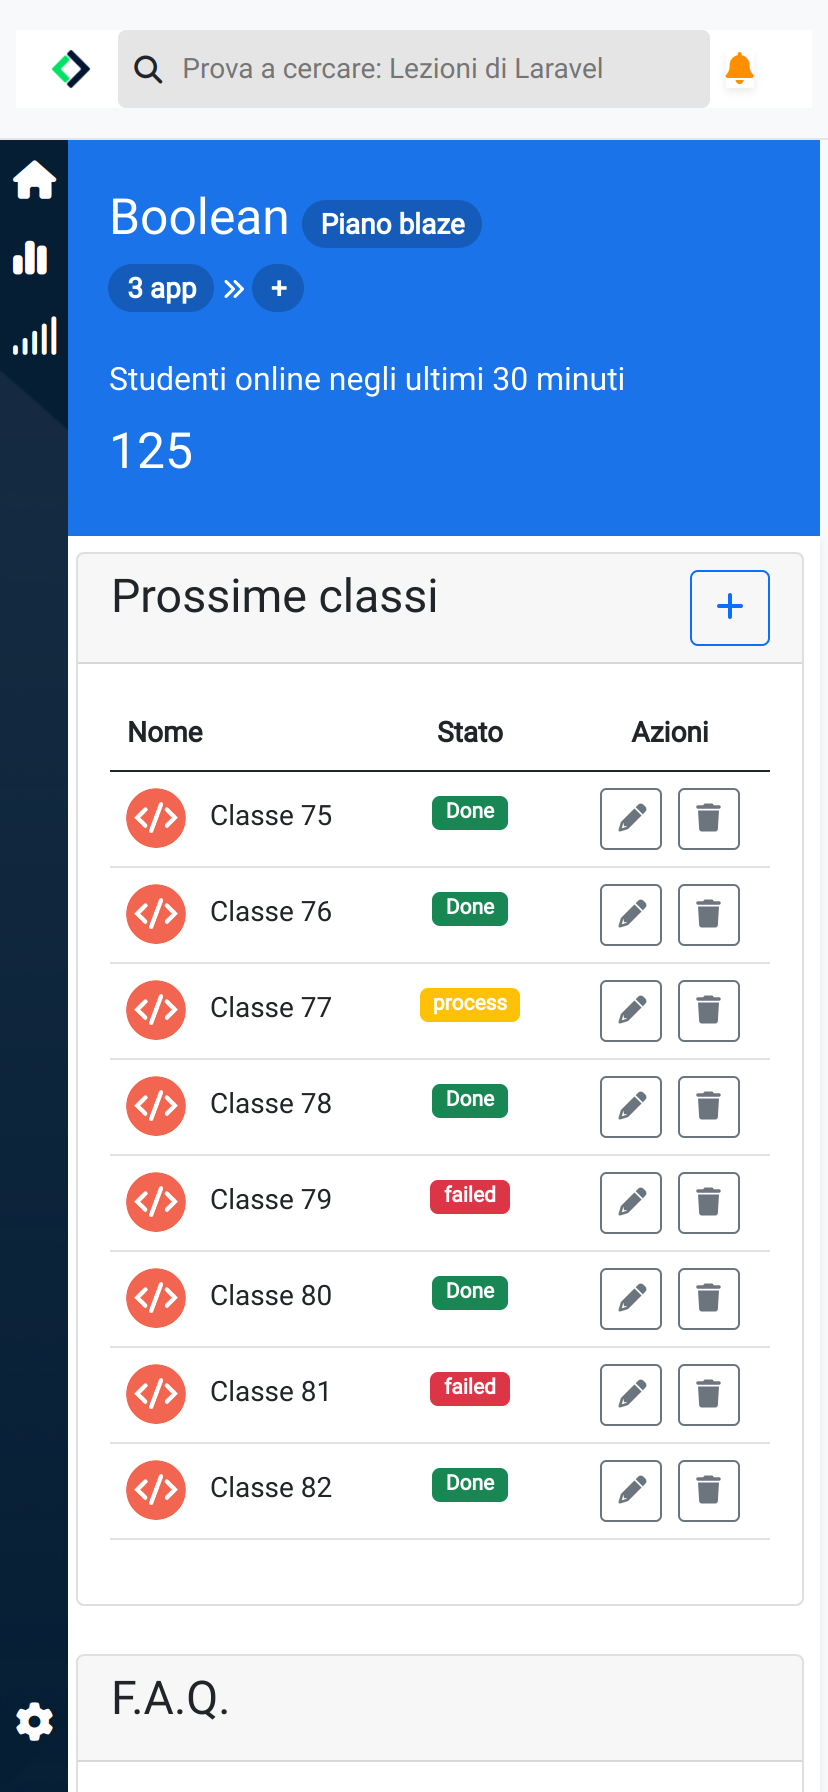 Prova a cercare: Lezioni di Laravel
Boolean Piano blaze
3 app » +
Studenti online negli ultimi 30 minuti
125
Prossime classi
+
Nome Stato Azioni
Classe 75 Done
Classe 76 Done
Classe 77 process
Classe 78 Done
Classe 79 failed
Classe 80 Done
Classe 81 failed
Classe 82 Done
F.A.Q.